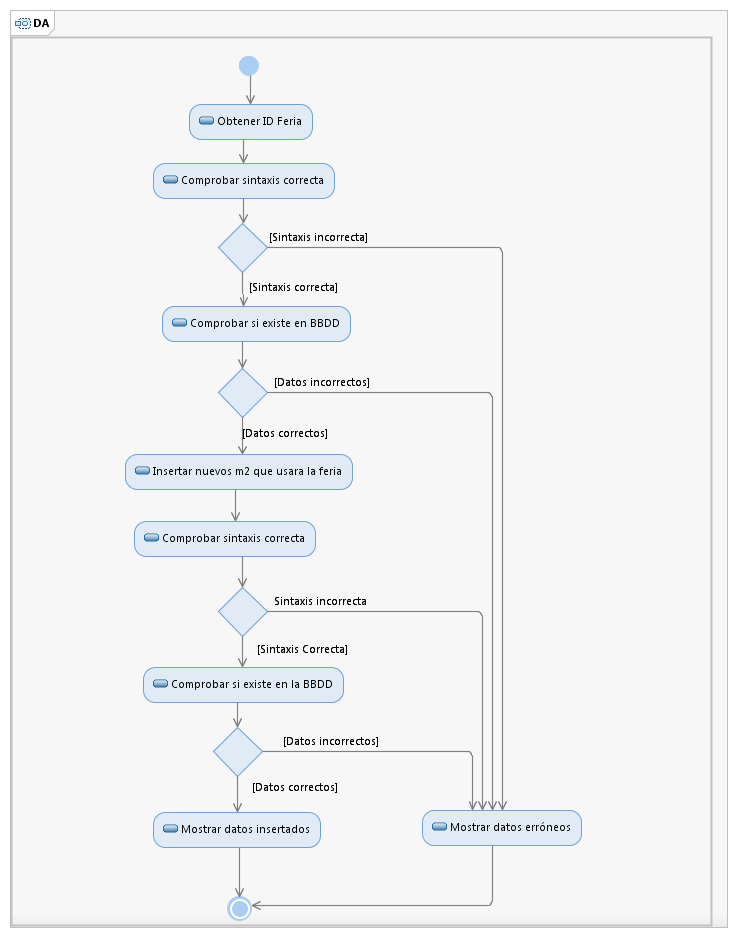 DA
Obtener ID Feria
Comprobar sintaxis correcta
[Sintaxis incorrecta]
[Sintaxis correcta]
Comprobar si existe en BBDD
[Datos incorrectos]
[Datos correctos]
Insertar nuevos m2 que usara la feria
Comprobar sintaxis correcta
Sintaxis incorrecta
[Sintaxis Correcta]
Comprobar si existe en la BBDD
[Datos incorrectos]
[Datos correctos]
Mostrar datos insertados
Mostrar datos erróneos